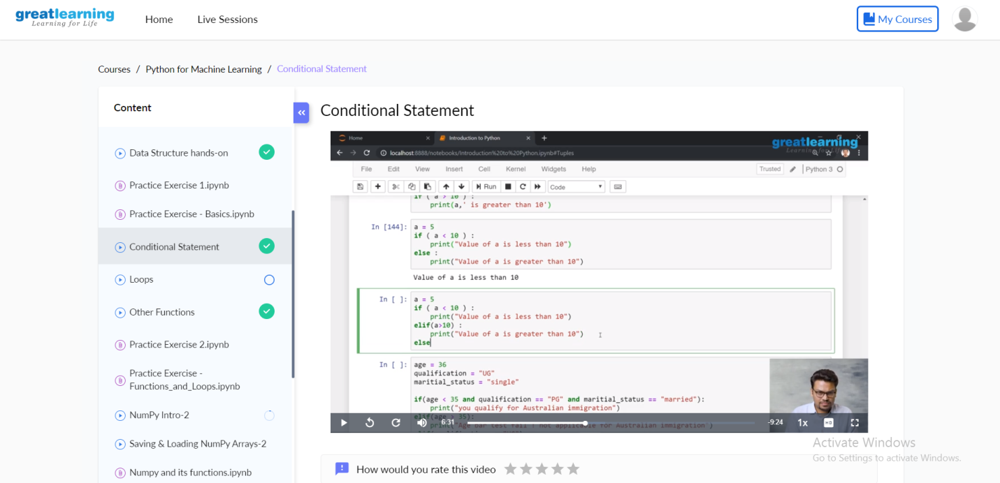 greatlearning
Learning for Life
Home
Live Sessions
My Courses
Courses / Python for Machine Learning / Conditional Statement
Content
Data Structure hands-on
Practice Exercise 1.ipynb
Practice Exercise - Basics.ipynb
Conditional Statement
Loops
Other Functions
Practice Exercise 2.ipynb
Practice Exercise -
Functions_and_Loops.ipynb
NumPy Intro-2
Saving & Loading NumPy Arrays-2
Numpy and its functions.ipynb
«
Conditional Statement
Home
Introduction to Python
greatlearning
Learning for Life
localhost:8888/notebooks/Introduction%20to%20Python.ipynb#Tuples
File Edit View Insert Cell Kernel Widgets Help
Trusted
Python 3
Run
Code
if ( a > 10 ) :
print(a,' is greater than 10')
In [144]: a = 5
if ( a < 10 ) :
print("Value of a is less than 10")
else :
print("Value of a is greater than 10")
Value of a is less than 10
In [ ]: a = 5
if ( a < 10 ) :
print("Value of a is less than 10")
elif(a>10) :
print("Value of a is greater than 10")
else
In [ ]: age = 36
qualification = "UG"
maritial_status = "single"
if(age < 35 and qualification == "PG" and maritial_status == "married"):
print("you qualify for Australian immigration")
elif(age > 35):
print("Age bar test fail ! not applicable for Australian immigration")
6:31
-9:24
1x
HD
Activate Windows
Go to Settings to activate Windows.
How would you rate this video